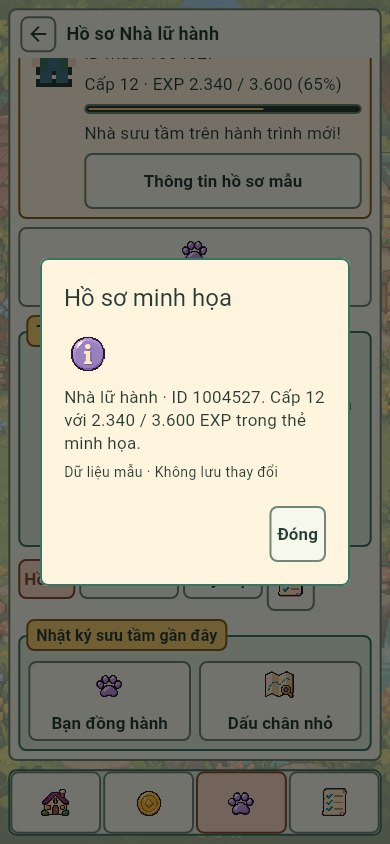 Hồ sơ Nhà lữ hành
Cấp 12 · EXP 2.340 / 3.600 (65%)
Nhà sưu tầm trên hành trình mới!
Thông tin hồ sơ mẫu
Hồ sơ minh họa
Nhà lữ hành · ID 1004527. Cấp 12
với 2.340 / 3.600 EXP trong thẻ
minh họa.
Dữ liệu mẫu · Không lưu thay đổi
Đóng
Nhật ký sưu tầm gần đây
Bạn đồng hành
Dấu chân nhỏ